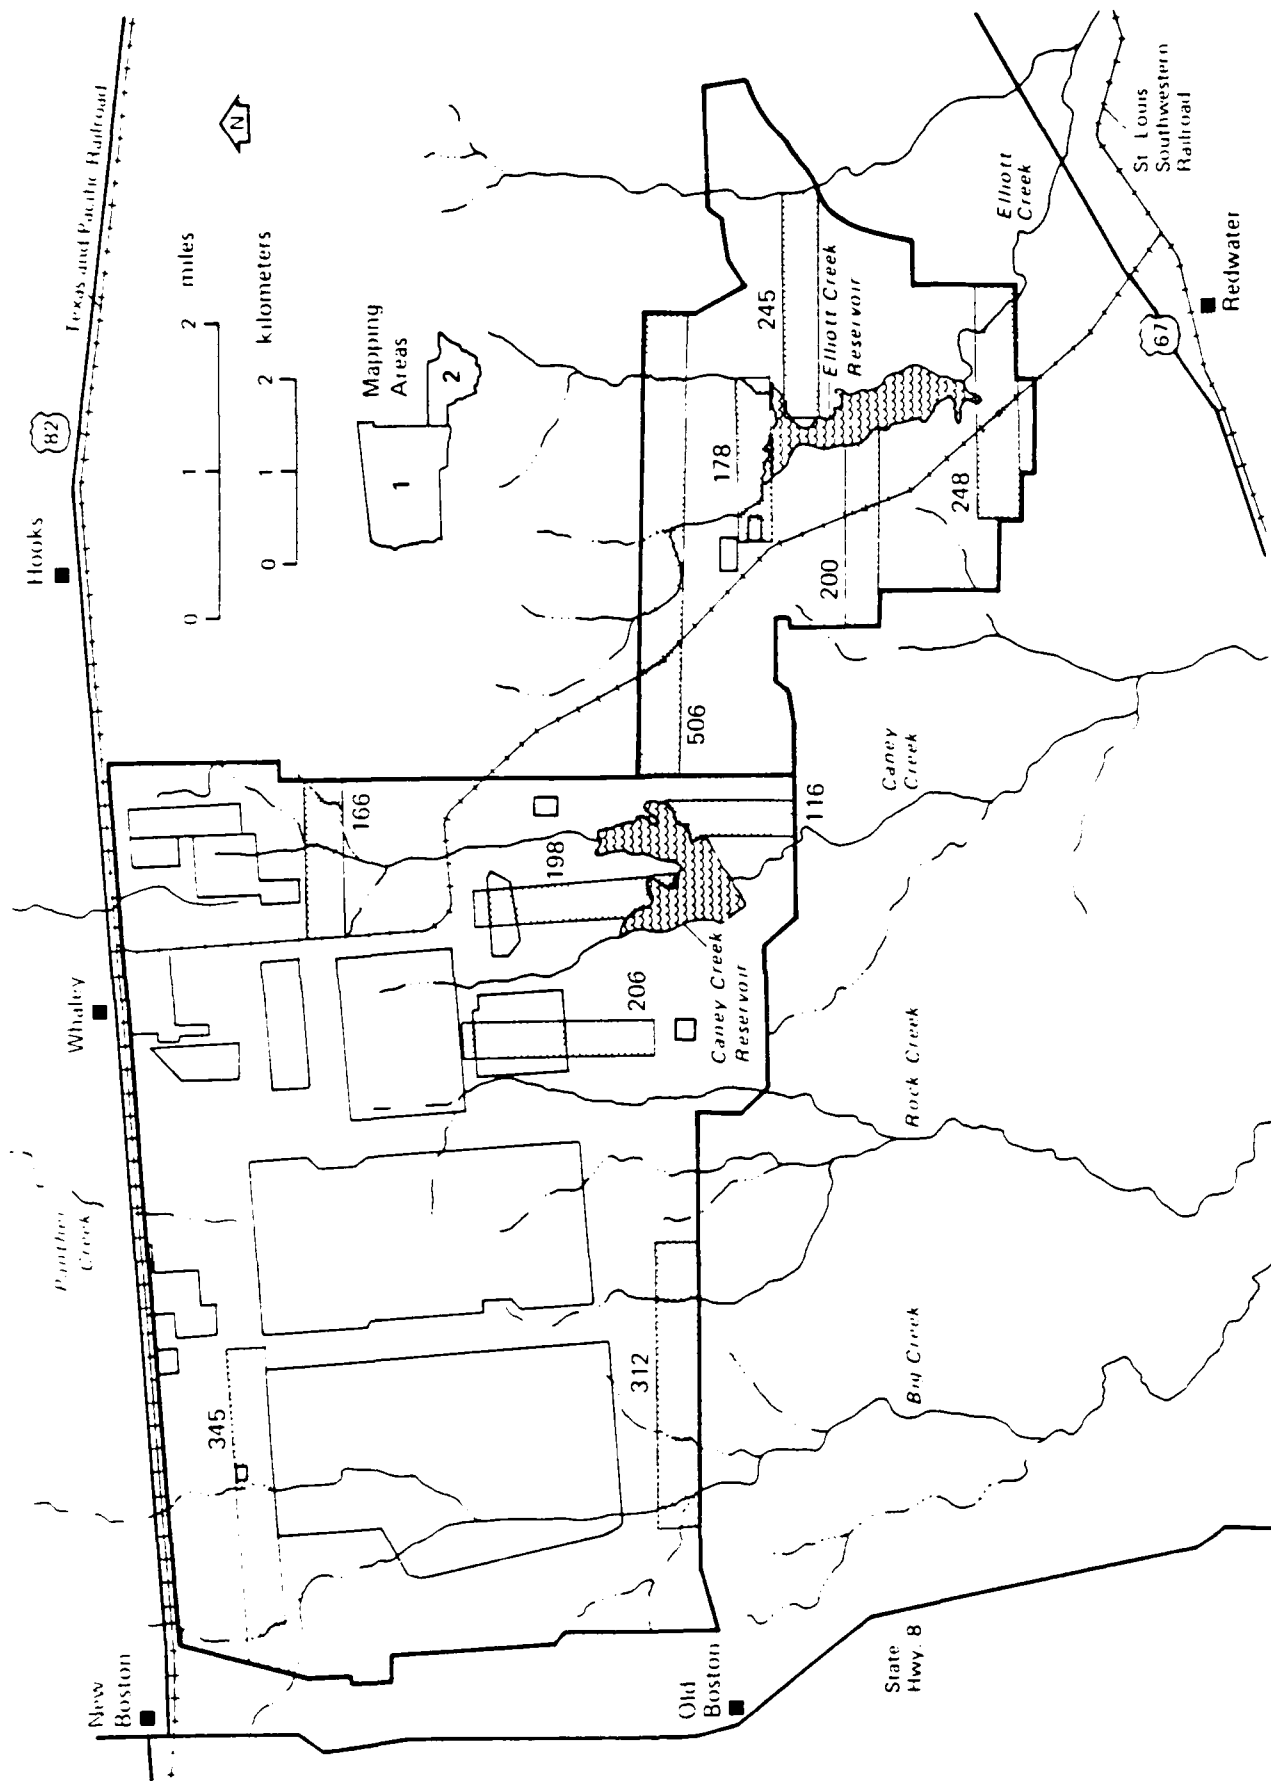 New
Boston
Whaley
Hooks
82
Texas and Pacific Railroad
Panther
Creek
N
0
1
2
miles
0
1
2
kilometers
Mapping
Areas
1
2
345
166
198
206
312
506
116
178
245
200
248
Elliott Creek
Reservoir
Caney Creek
Reservoir
Elliott
Creek
Caney
Creek
Rock Creek
Big Creek
Old
Boston
State
Hwy. 8
67
Redwater
St. Louis
Southwestern
Railroad